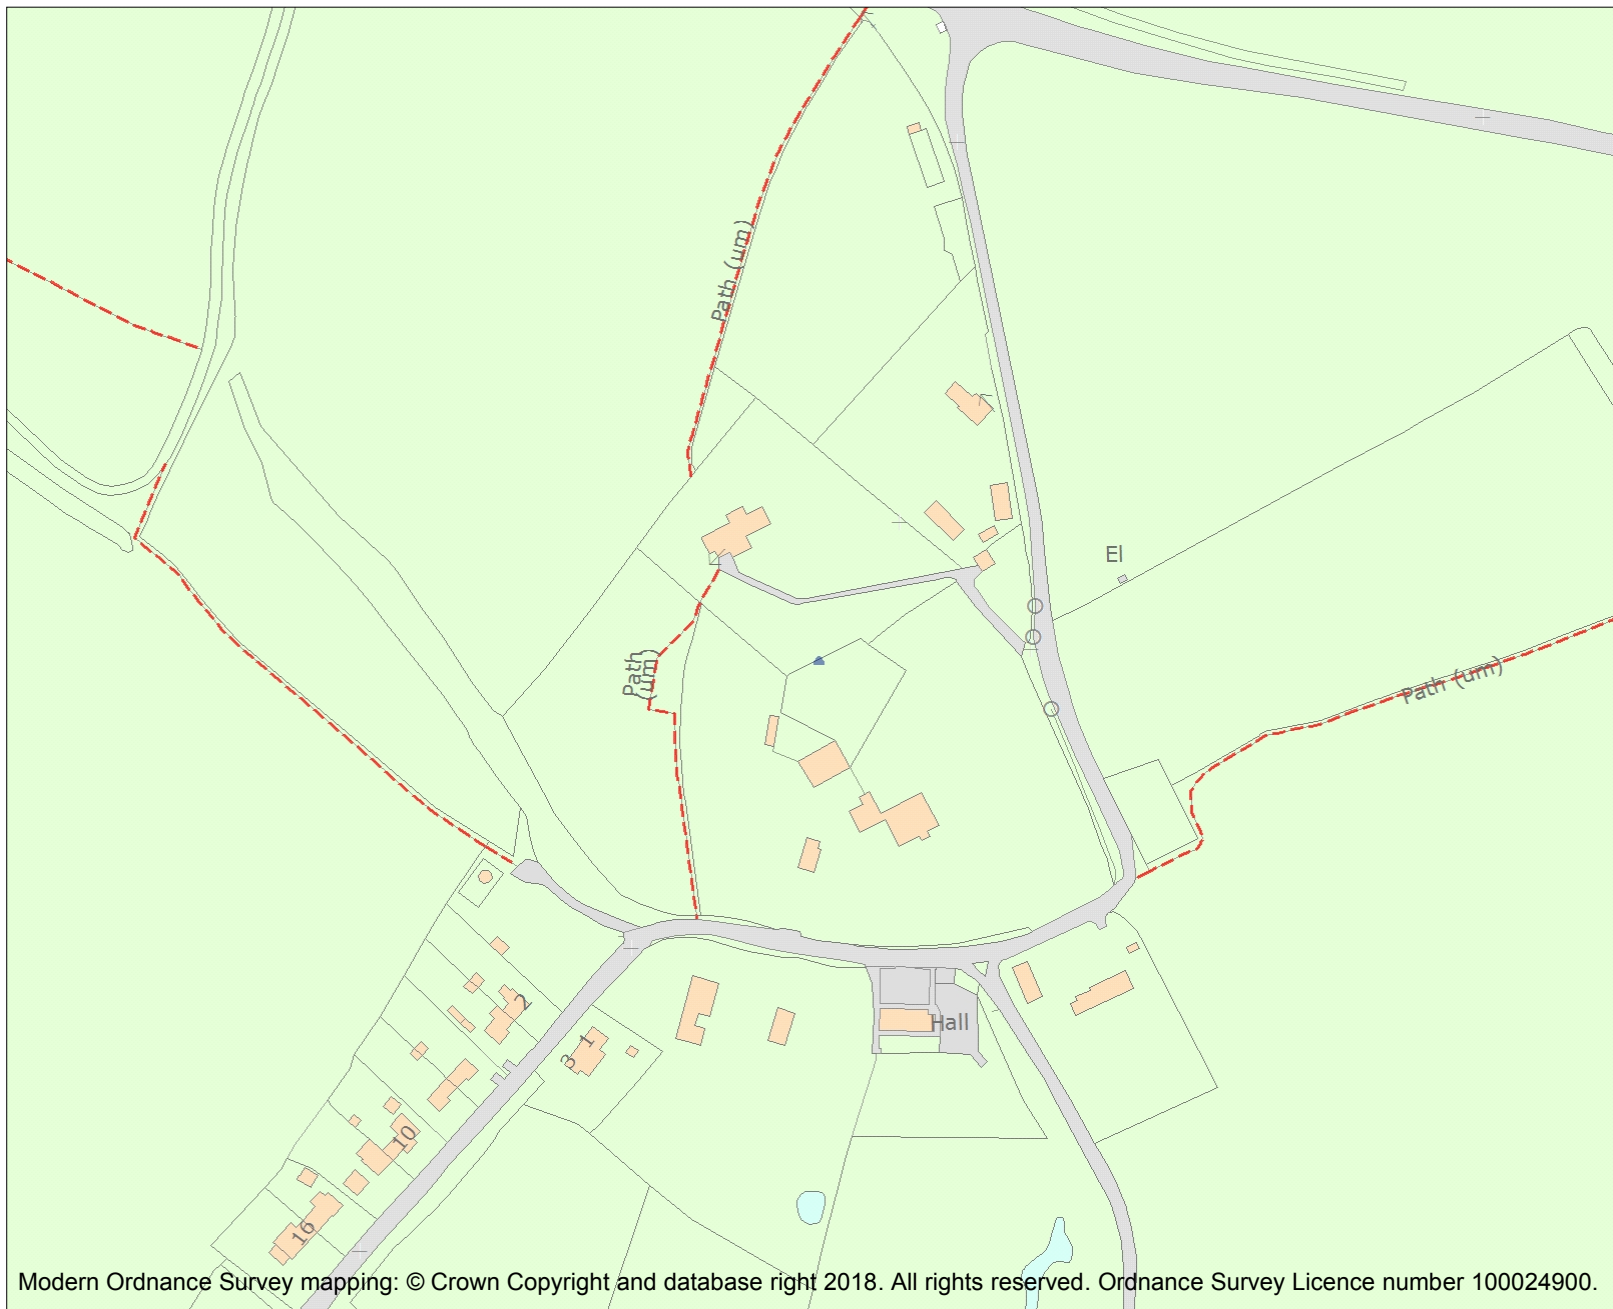 Path (um)
El
Path
(um)
Path (um)
2
Hall
3 1
10
16
Modern Ordnance Survey mapping: © Crown Copyright and database right 2018. All rights reserved. Ordnance Survey Licence number 100024900.